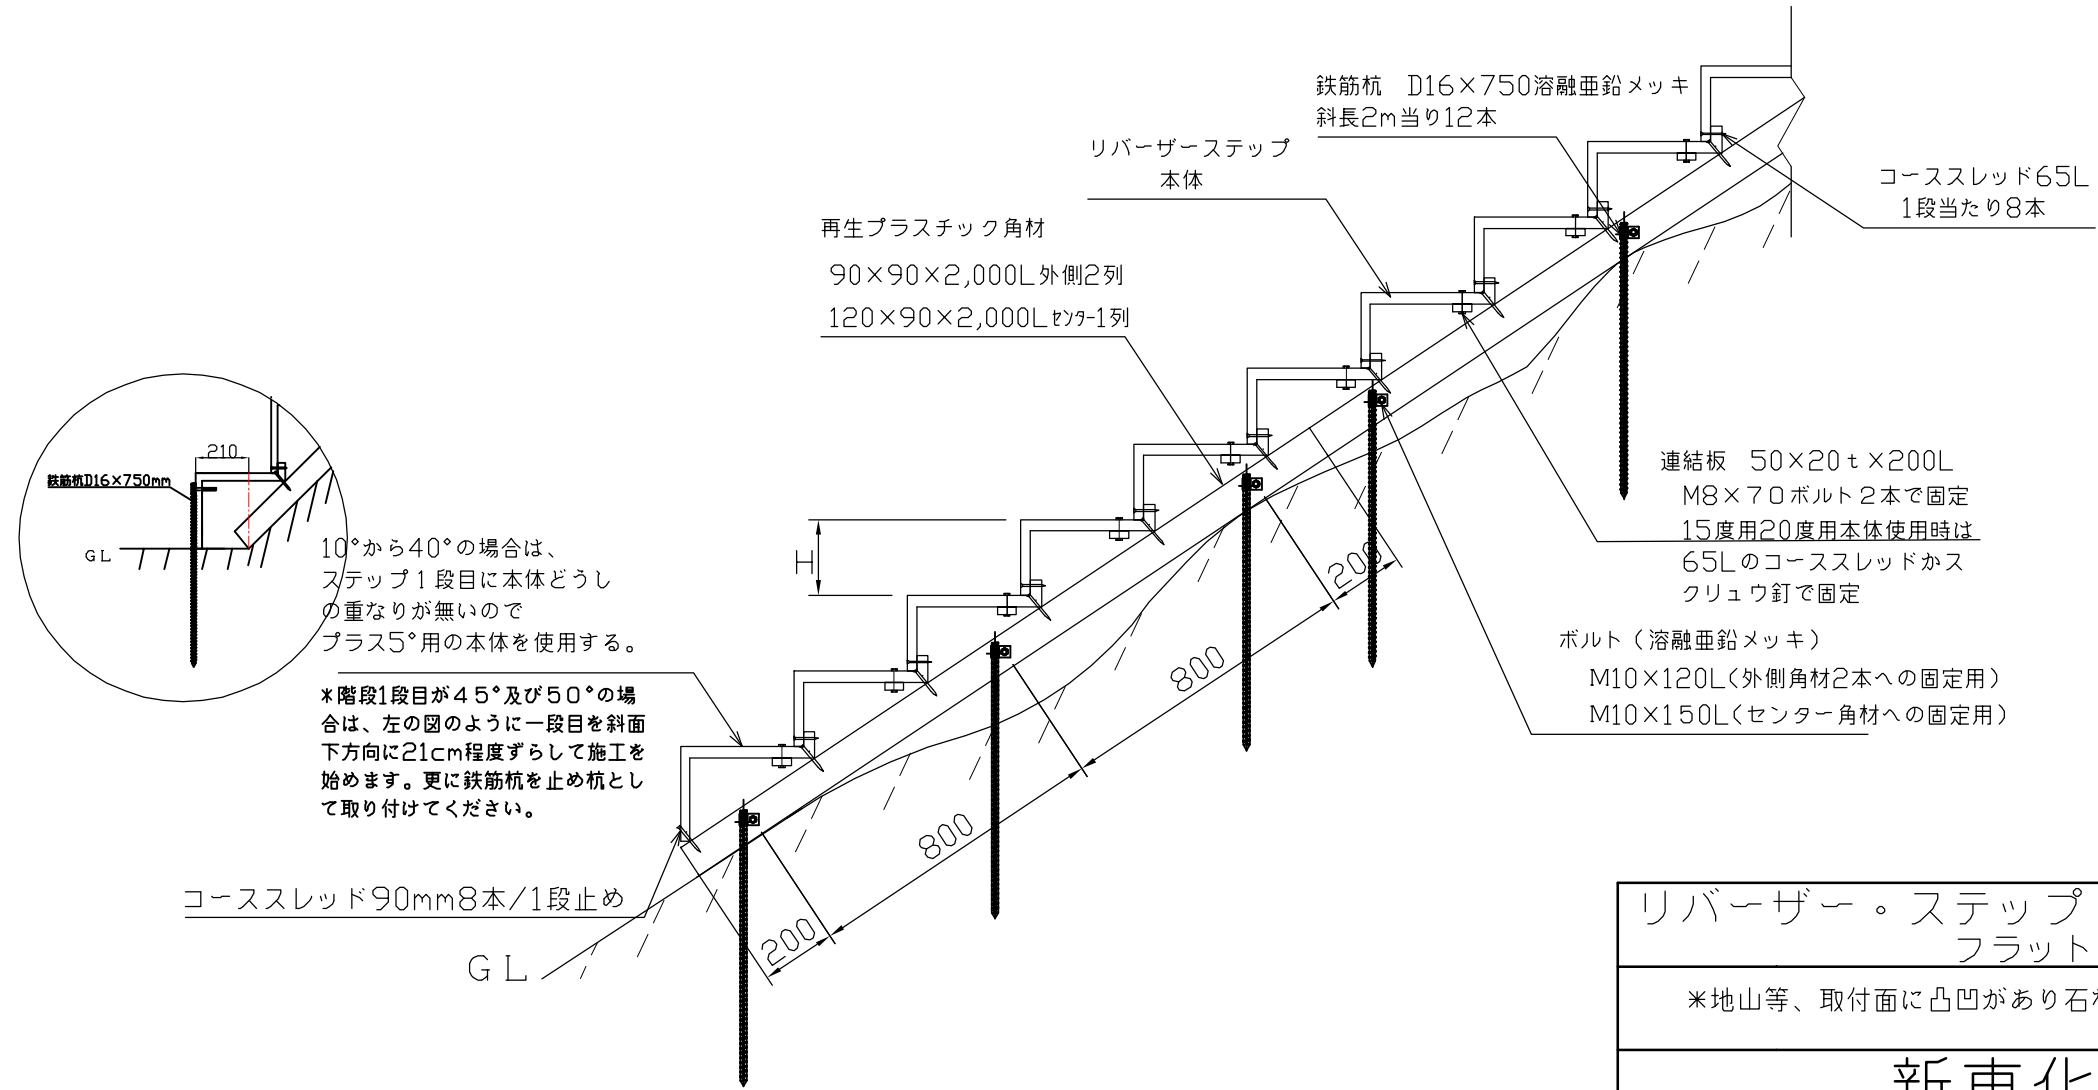 鉄筋杭　D16×750溶融亜鉛メッキ
斜長2m当り12本
リバーザーステップ
本体
コーススレッド65L
1段当たり8本
再生プラスチック角材
90×90×2,000L外側2列
120×90×2,000Lセンター1列
210
鉄筋杭D16×750mm
GL
10°から40°の場合は、
ステップ1段目に本体どうし
の重なりが無いので
プラス5°用の本体を使用する。
*階段1段目が45°及び50°の場
合は、左の図のように一段目を斜面
下方向に21cm程度ずらして施工を
始めます。更に鉄筋杭を止め杭とし
て取り付けてください。
H
連結板　50×20t×200L
M8×70ボルト2本で固定
15度用20度用本体使用時は
65Lのコーススレッドかス
クリュウ釘で固定
200
800
ボルト(溶融亜鉛メッキ)
M10×120L(外側角材2本への固定用)
M10×150L(センター角材への固定用)
800
200
コーススレッド90mm8本/1段止め
GL
リバーザー・ステップ
フラット
*地山等、取付面に凸凹があり石
新東化